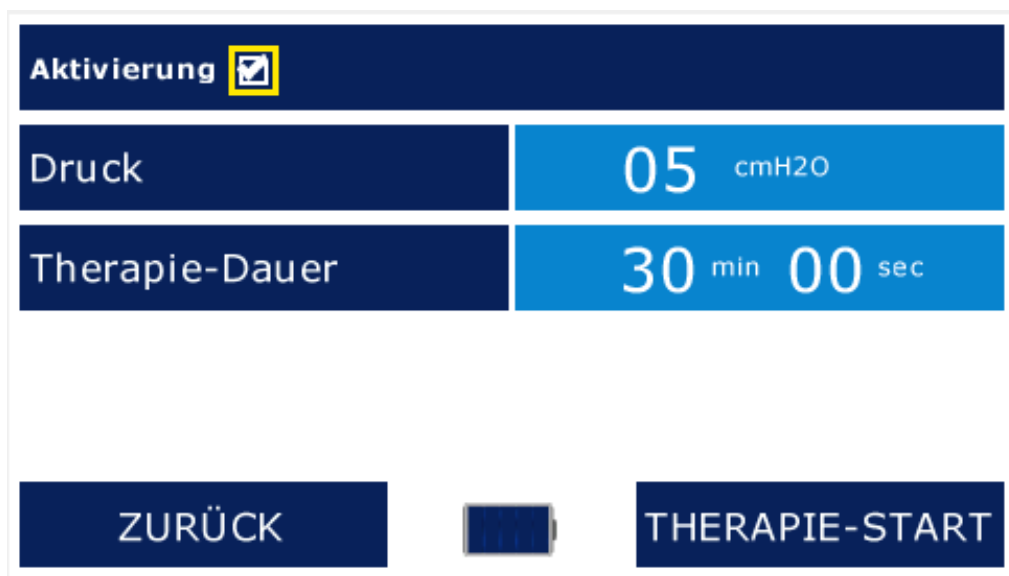 Aktivierung
Druck 05 cmH2O
Therapie-Dauer 30 min 00 sec
ZURÜCK THERAPIE-START